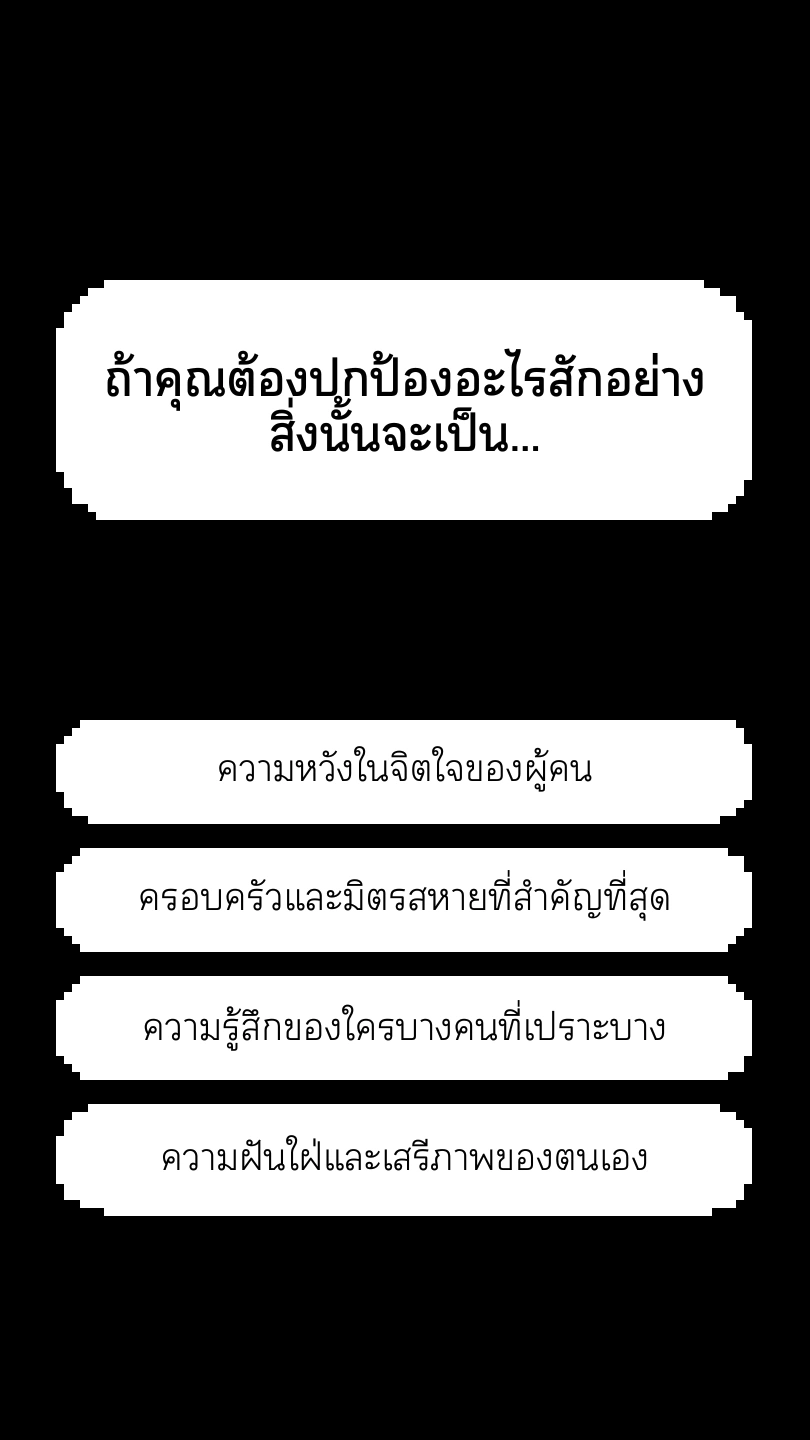 ถ้าคุณต้องปกป้องอะไรสักอย่าง
สิ่งนั้นจะเป็น...
ความหวังในจิตใจของผู้คน
ครอบครัวและมิตรสหายที่สำคัญที่สุด
ความรู้สึกของใครบางคนที่เปราะบาง
ความฝันใฝ่และเสรีภาพของตนเอง